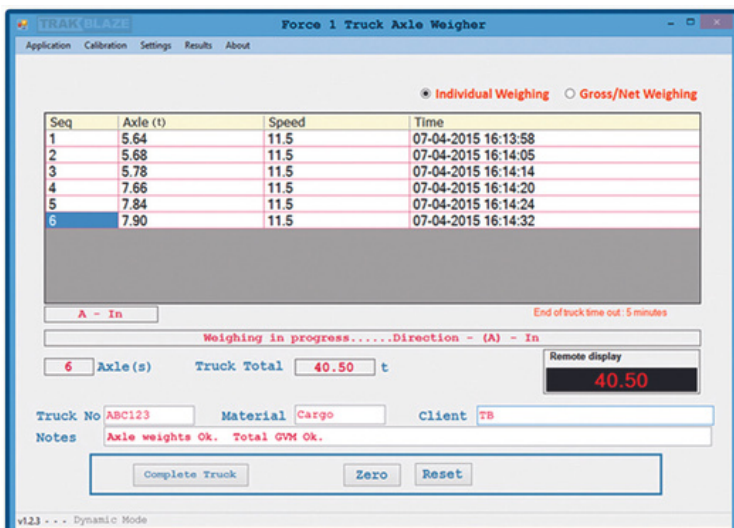 TRAKBLAZE Force 1 Truck Axle Weigher
Application Calibration Settings Results About
Individual Weighing Gross/Net Weighing
Seq Axle (t) Speed Time
1 5.64 11.5 07-04-2015 16:13:58
2 5.68 11.5 07-04-2015 16:14:05
3 5.78 11.5 07-04-2015 16:14:14
4 7.66 11.5 07-04-2015 16:14:20
5 7.84 11.5 07-04-2015 16:14:24
6 7.90 11.5 07-04-2015 16:14:32
A - In End of truck time out : 5 minutes
Weighing in progress......Direction - (A) - In
6 Axle(s) Truck Total 40.50 t
Remote display
40.50
Truck No ABC123 Material Cargo Client TB
Notes Axle weights Ok. Total GVM Ok.
Complete Truck Zero Reset
v1.2.3 - - - Dynamic Mode